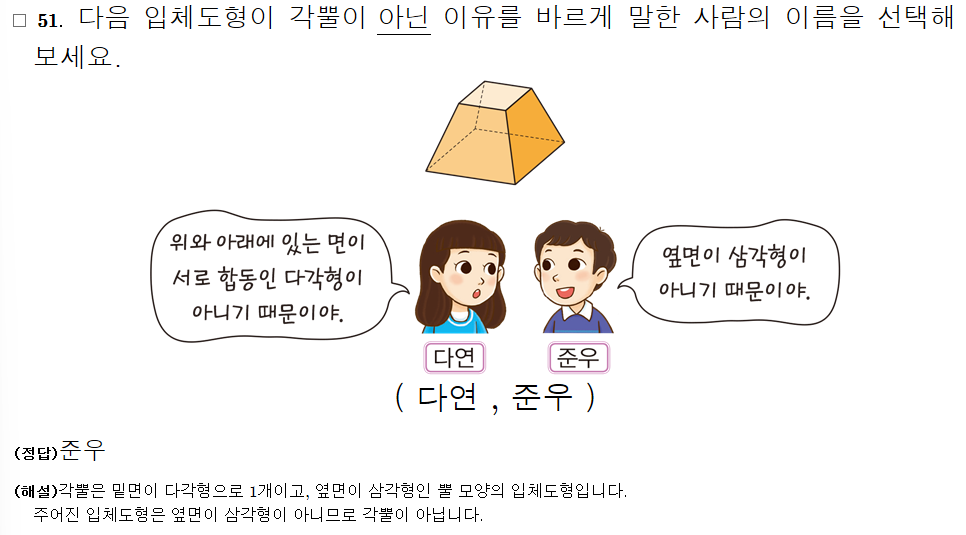 □ 51. 다음 입체도형이 각뿔이 아닌 이유를 바르게 말한 사람의 이름을 선택해
보세요.
위와 아래에 있는 면이
서로 합동인 다각형이
아니기 때문이야.
옆면이 삼각형이
아니기 때문이야.
다연
준우
( 다연 , 준우 )
(정답)준우
(해설)각뿔은 밑면이 다각형으로 1개이고, 옆면이 삼각형인 뿔 모양의 입체도형입니다.
주어진 입체도형은 옆면이 삼각형이 아니므로 각뿔이 아닙니다.